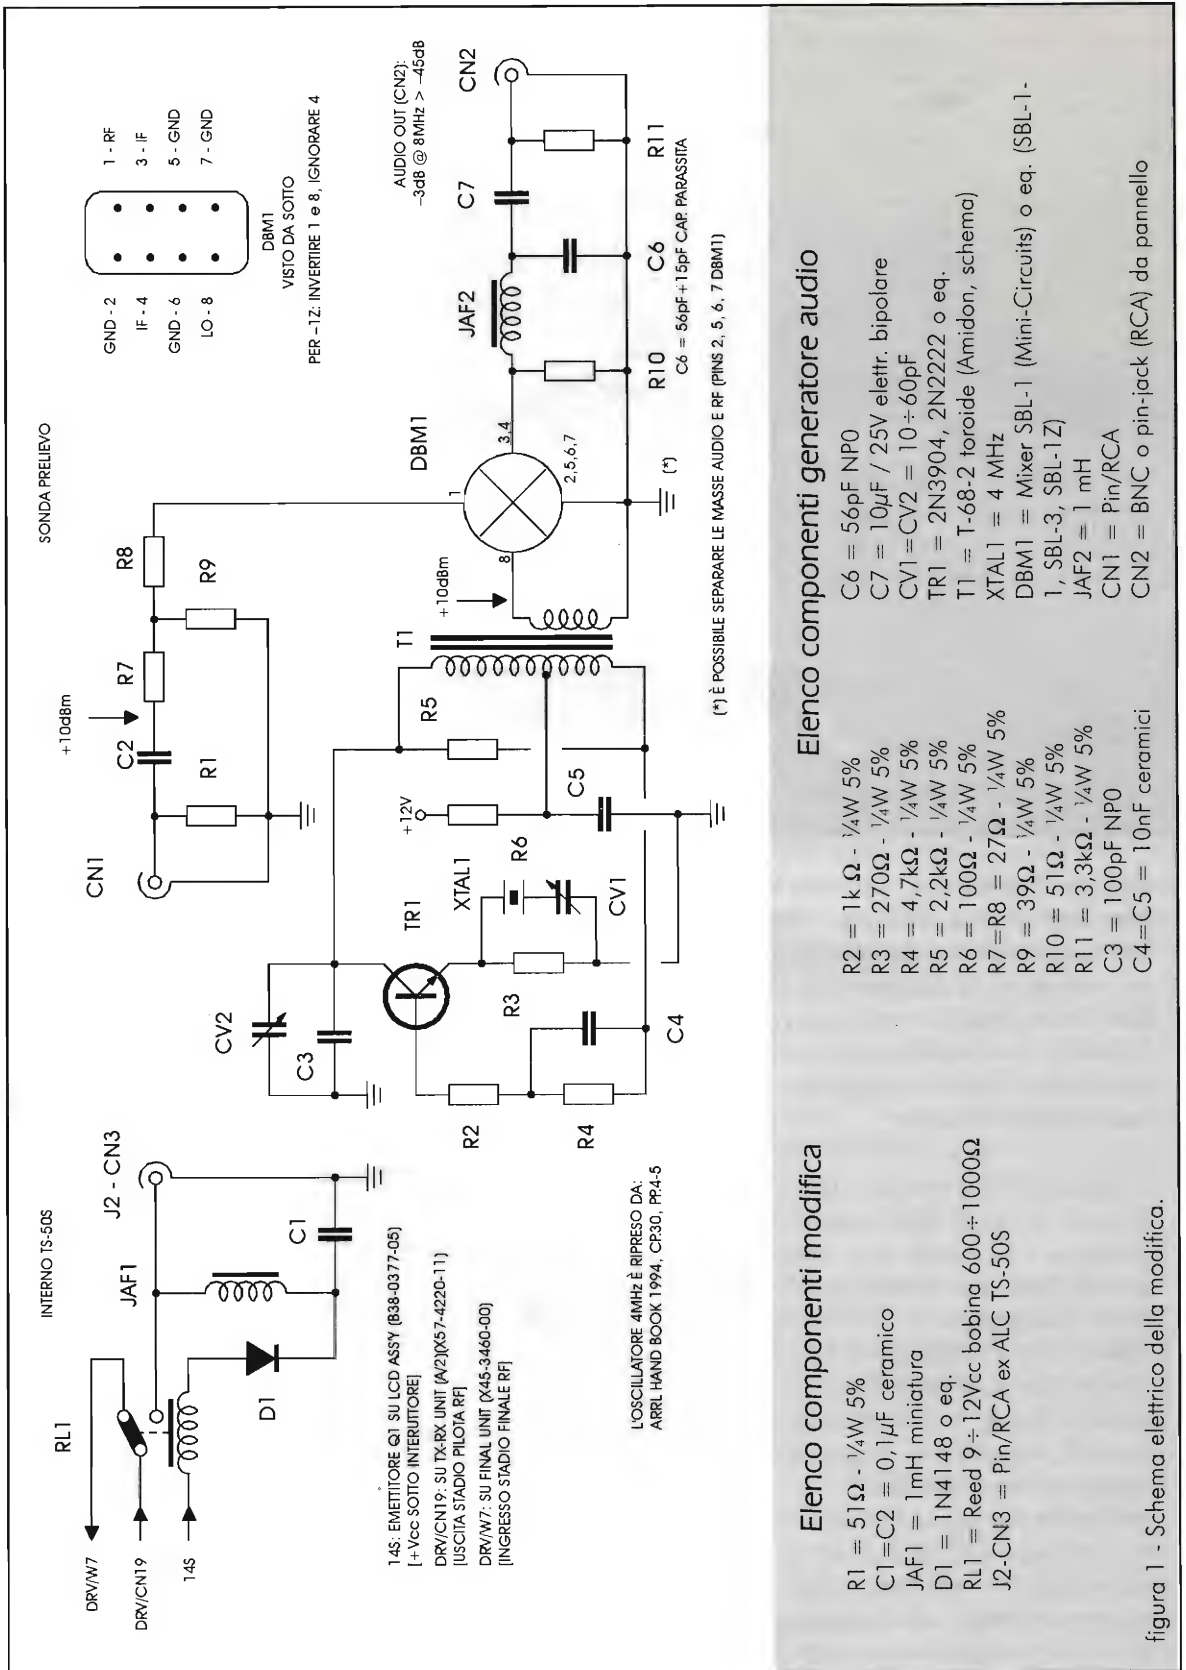 INTERNO TS-50S
RL1
DRV/W7
DRV/CN19
14S
JAF1
D1
C1
J2 - CN3
14S: EMETTITORE Q1 SU LCD ASS'Y (B38-0377-05)
[+Vcc SOTTO INTERUTTORE]
DRV/CN19: SU TX-RX UNIT (A/2)(X57-4220-11)
[USCITA STADIO PILOTA RF]
DRV/W7: SU FINAL UNIT (X45-3460-00)
[INGRESSO STADIO FINALE RF]
L'OSCILLATORE 4MHz È RIPRESO DA:
ARRL HAND BOOK 1994, CP.30, PP.4-5
SONDA PRELIEVO
CN1
+10dBm
C2
R1
R7
R8
R9
CV2
C3
TR1
XTAL1
CV1
R3
R2
R4
C4
+12V
R6
R5
C5
T1
+10dBm
8
1
3,4
2,5,6,7
DBM1
(*)
R10
JAF2
C6
C7
R11
CN2
C6 = 56pF+15pF CAP. PARASSITA
AUDIO OUT (CN2):
-3dB @ 8MHz > -45dB
(*) È POSSIBILE SEPARARE LE MASSE AUDIO E RF (PINS 2, 5, 6, 7 DBM1)
GND - 2
IF - 4
GND - 6
LO - 8
1 - RF
3 - IF
5 - GND
7 - GND
DBM1
VISTO DA SOTTO
PER -1Z: INVERTIRE 1 e 8, IGNORARE 4
Elenco componenti modifica
R1 = 51Ω - ¼W 5%
C1=C2 = 0,1µF ceramico
JAF1 = 1mH miniatura
D1 = 1N4148 o eq.
RL1 = Reed 9÷12Vcc bobina 600÷1000Ω
J2-CN3 = Pin/RCA ex ALC TS-50S
Elenco componenti generatore audio
R2 = 1kΩ - ¼W 5%
R3 = 270Ω - ¼W 5%
R4 = 4,7kΩ - ¼W 5%
R5 = 2,2kΩ - ¼W 5%
R6 = 100Ω - ¼W 5%
R7=R8 = 27Ω - ¼W 5%
R9 = 39Ω - ¼W 5%
R10 = 51Ω - ¼W 5%
R11 = 3,3kΩ - ¼W 5%
C3 = 100pF NP0
C4=C5 = 10nF ceramici
C6 = 56pF NP0
C7 = 10µF / 25V elettr. bipolare
CV1=CV2 = 10÷60pF
TR1 = 2N3904, 2N2222 o eq.
T1 = T-68-2 toroide (Amidon, schema)
XTAL1 = 4 MHz
DBM1 = Mixer SBL-1 (Mini-Circuits) o eq. (SBL-1-
1, SBL-3, SBL-1Z)
JAF2 = 1 mH
CN1 = Pin/RCA
CN2 = BNC o pin-jack (RCA) da pannello
figura 1 - Schema elettrico della modifica.